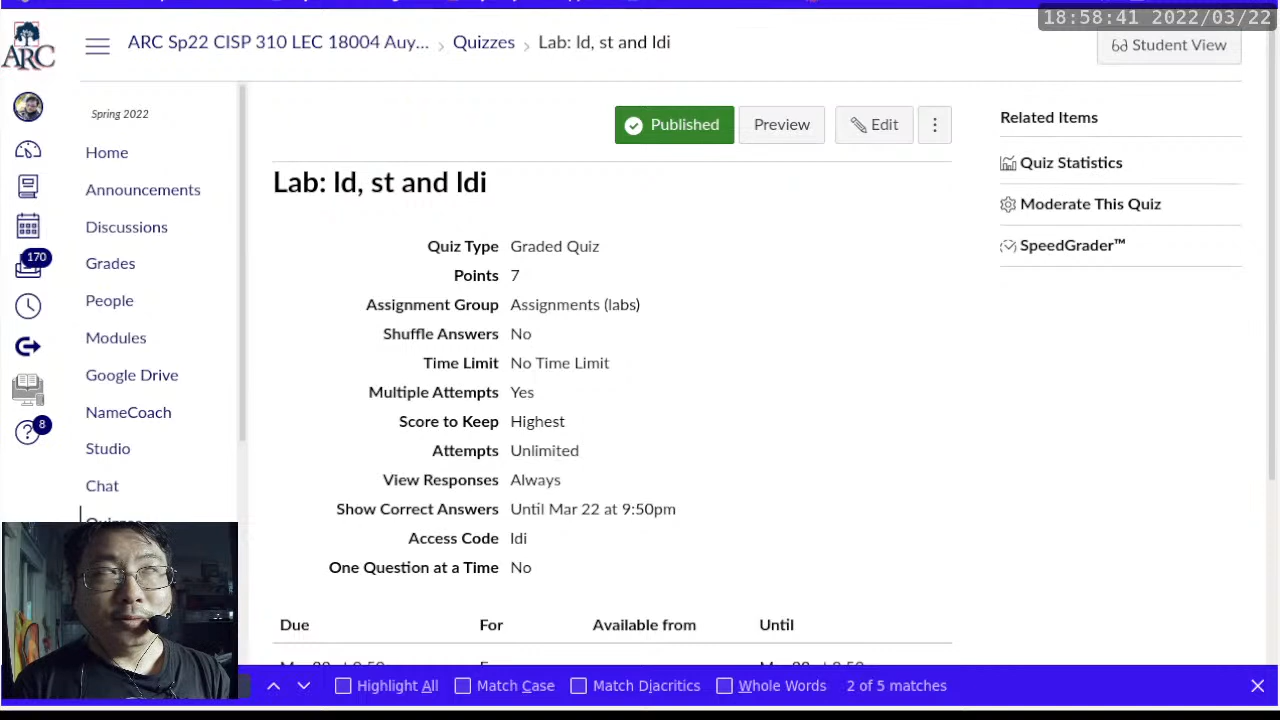 18:58:41 2022/03/22
ARC
ARC Sp22 CISP 310 LEC 18004 Auy... › Quizzes › Lab: ld, st and ldi
Student View
Spring 2022
Home
Announcements
Discussions
Grades
People
Modules
Google Drive
NameCoach
Studio
Chat
Quizzes
170
8
Published
Preview
Edit
Lab: ld, st and ldi
Quiz Type Graded Quiz
Points 7
Assignment Group Assignments (labs)
Shuffle Answers No
Time Limit No Time Limit
Multiple Attempts Yes
Score to Keep Highest
Attempts Unlimited
View Responses Always
Show Correct Answers Until Mar 22 at 9:50pm
Access Code ldi
One Question at a Time No
Due For Available from Until
Related Items
Quiz Statistics
Moderate This Quiz
SpeedGrader™
Highlight All Match Case Match Diacritics Whole Words 2 of 5 matches